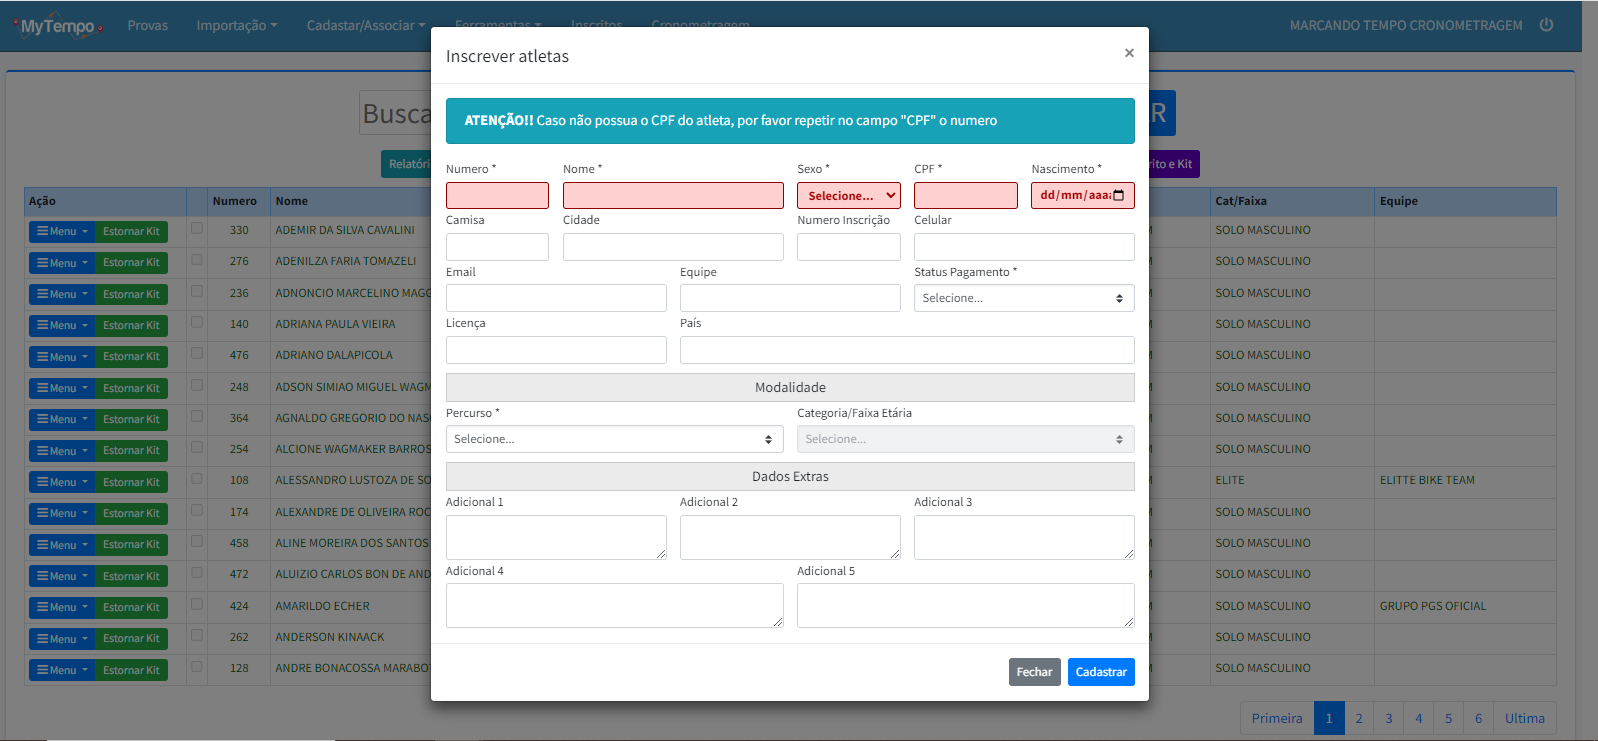 MyTempo Provas Importação Cadastar/Associar Ferramentas Inscritos Cronometragem MARCANDO TEMPO CRONOMETRAGEM
Inscrever atletas ×
Busca R
ATENÇÃO!! Caso não possua o CPF do atleta, por favor repetir no campo "CPF" o numero
Relatóri rito e Kit
Numero * Nome * Sexo * CPF * Nascimento *
Selecione... dd/mm/aaaa
Camisa Cidade Numero Inscrição Celular
Email Equipe Status Pagamento *
Selecione...
Licença País
Modalidade
Percurso * Categoria/Faixa Etária
Selecione... Selecione...
Dados Extras
Adicional 1 Adicional 2 Adicional 3
Adicional 4 Adicional 5
Fechar Cadastrar
Ação Numero Nome Cat/Faixa Equipe
Menu Estornar Kit 330 ADEMIR DA SILVA CAVALINI SOLO MASCULINO
Menu Estornar Kit 276 ADENILZA FARIA TOMAZELI SOLO MASCULINO
Menu Estornar Kit 236 ADNONCIO MARCELINO MAGG SOLO MASCULINO
Menu Estornar Kit 140 ADRIANA PAULA VIEIRA SOLO MASCULINO
Menu Estornar Kit 476 ADRIANO DALAPICOLA SOLO MASCULINO
Menu Estornar Kit 248 ADSON SIMIAO MIGUEL WAGM SOLO MASCULINO
Menu Estornar Kit 364 AGNALDO GREGORIO DO NAS SOLO MASCULINO
Menu Estornar Kit 254 ALCIONE WAGMAKER BARROS SOLO MASCULINO
Menu Estornar Kit 108 ALESSANDRO LUSTOZA DE SO ELITE ELITTE BIKE TEAM
Menu Estornar Kit 174 ALEXANDRE DE OLIVEIRA ROC SOLO MASCULINO
Menu Estornar Kit 458 ALINE MOREIRA DOS SANTOS SOLO MASCULINO
Menu Estornar Kit 472 ALUIZIO CARLOS BON DE AND SOLO MASCULINO
Menu Estornar Kit 424 AMARILDO ECHER SOLO MASCULINO GRUPO PGS OFICIAL
Menu Estornar Kit 262 ANDERSON KINAACK SOLO MASCULINO
Menu Estornar Kit 128 ANDRE BONACOSSA MARABO SOLO MASCULINO
Primeira 1 2 3 4 5 6 Ultima